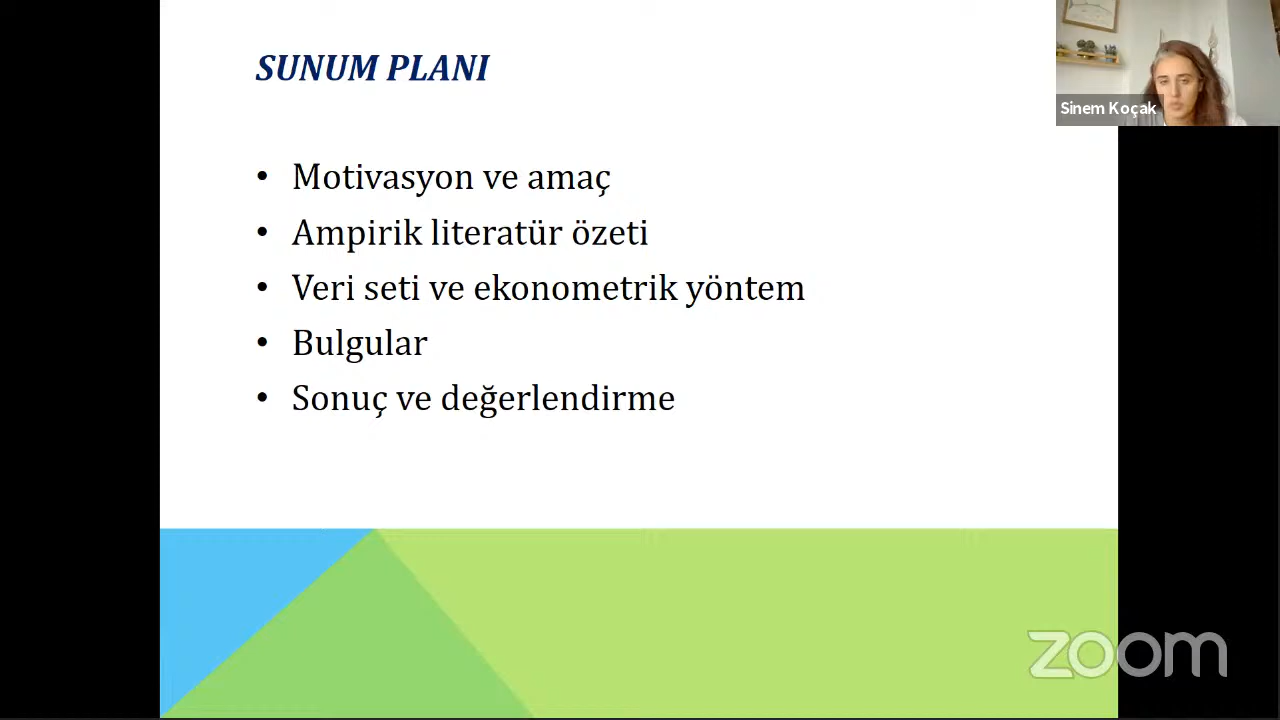 SUNUM PLANI
Sinem Koçak
• Motivasyon ve amaç
• Ampirik literatür özeti
• Veri seti ve ekonometrik yöntem
• Bulgular
• Sonuç ve değerlendirme
zoom